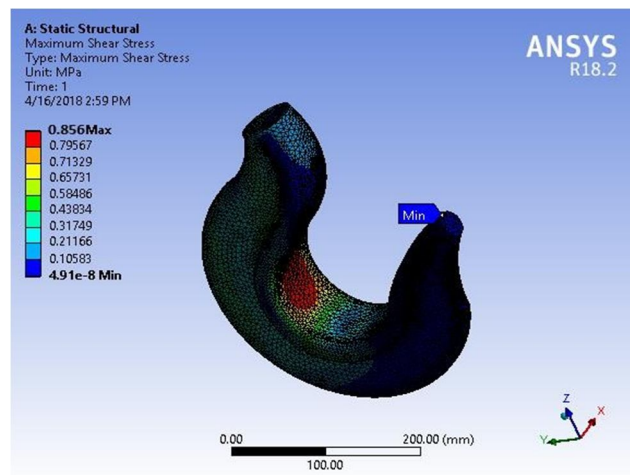 A: Static Structural
Maximum Shear Stress
Type: Maximum Shear Stress
Unit: MPa
Time: 1
4/16/2018 2:59 PM
ANSYS
R18.2
0.856Max
0.79567
0.71329
0.65731
0.58486
0.43834
0.31749
0.21166
0.10583
4.91e-8 Min
Min
0.00
200.00 (mm)
100.00
Z
X
Y